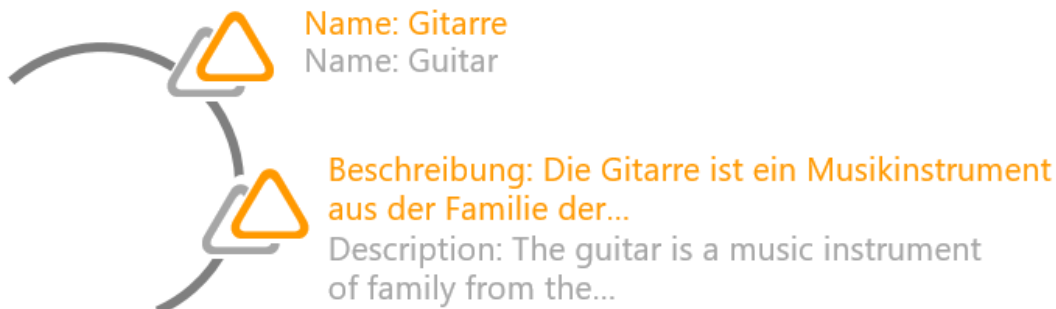 Name: Gitarre
Name: Guitar
Beschreibung: Die Gitarre ist ein Musikinstrument
aus der Familie der...
Description: The guitar is a music instrument
of family from the...